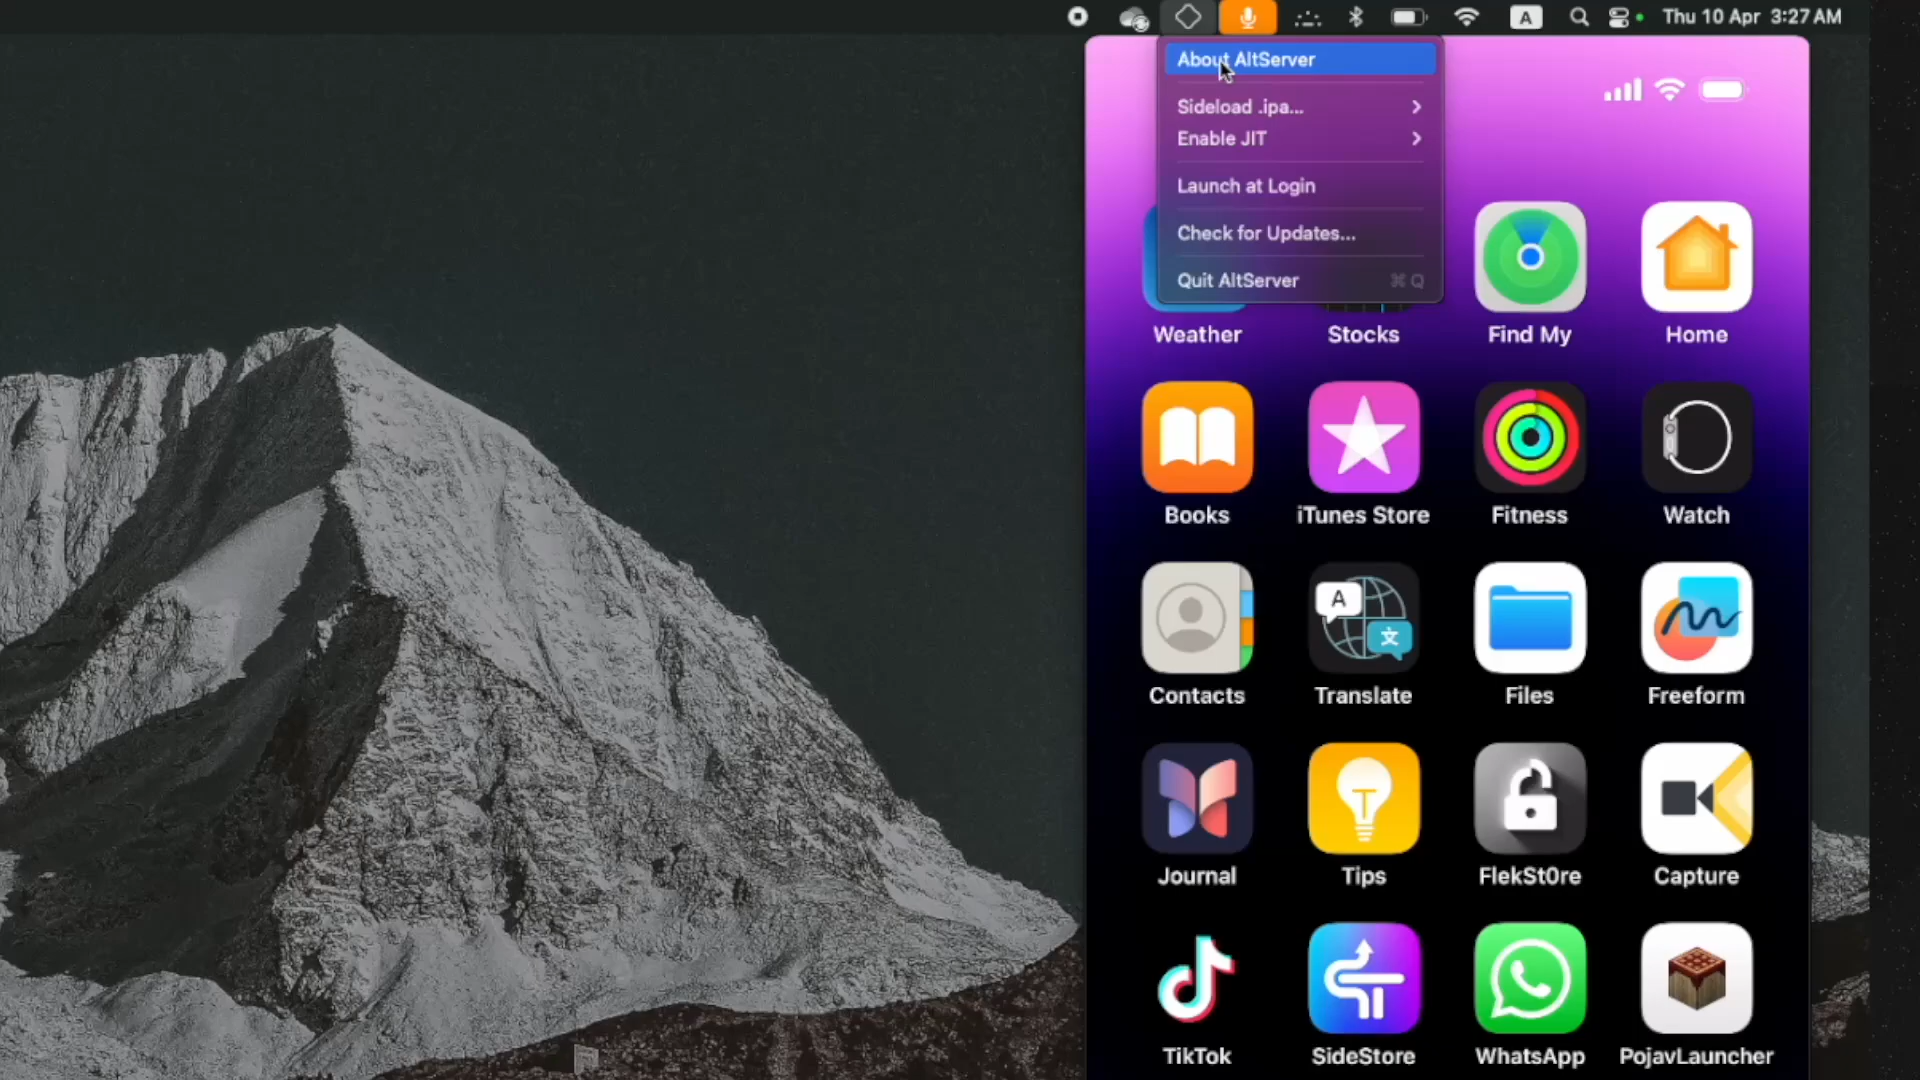 A
Thu 10 Apr 3:27 AM
About AltServer
Sideload .ipa...
Enable JIT
Launch at Login
Check for Updates...
Quit AltServer ⌘ Q
Weather Stocks Find My Home
Books iTunes Store Fitness Watch
A
文
Contacts Translate Files Freeform
Journal Tips FlekSt0re Capture
TikTok SideStore WhatsApp PojavLauncher